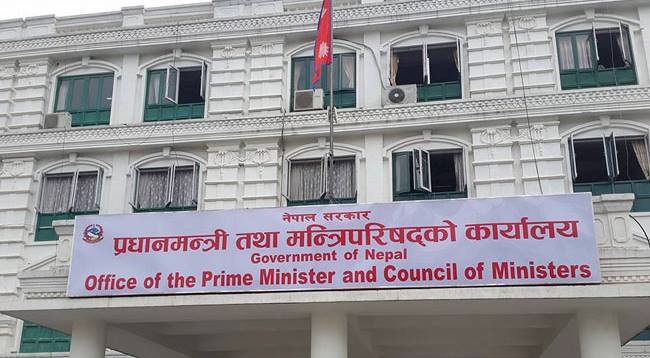 नेपाल सरकार
प्रधानमन्त्री तथा मन्त्रिपरिषद्को कार्यालय
Government of Nepal
Office of the Prime Minister and Council of Ministers